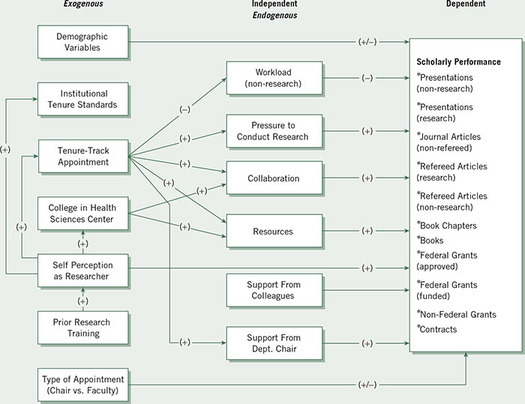 Exogenous
Independent
Endogenous
Dependent
Demographic
Variables
(+/–)
Institutional
Tenure Standards
Workload
(non-research)
(–)
(–)
Tenure-Track
Appointment
Pressure to
Conduct Research
(+)
(+)
(+)
Collaboration
(+)
(+)
(+)
(+)
College in Health
Sciences Center
(+)
Resources
(+)
(+)
(+)
Self Perception
as Researcher
(+)
(+)
Support From
Colleagues
(+)
(+)
Prior Research
Training
Support From
Dept. Chair
(+)
(+)
Type of Appointment
(Chair vs. Faculty)
(+/–)
Scholarly Performance
*Presentations
(non-research)
*Presentations
(research)
*Journal Articles
(non-refereed)
*Refereed Articles
(research)
*Refereed Articles
(non-research)
*Book Chapters
*Books
*Federal Grants
(approved)
*Federal Grants
(funded)
*Non-Federal Grants
*Contracts